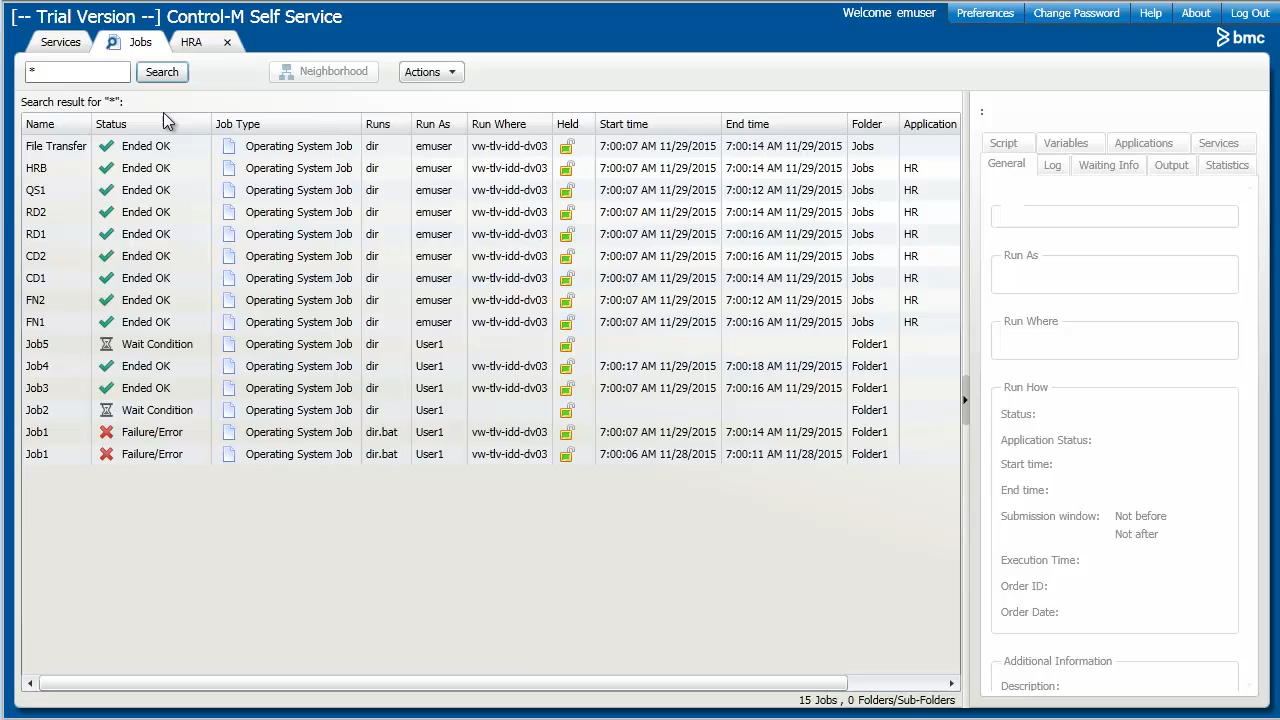 [-- Trial Version --] Control-M Self Service
Welcome emuser Preferences Change Password Help About Log Out
Services Jobs HRA
bmc
* Search Neighborhood Actions
Search result for "*":
Name Status Job Type Runs Run As Run Where Held Start time End time Folder Application
File Transfer Ended OK Operating System Job dir emuser vw-tlv-idd-dv03 7:00:07 AM 11/29/2015 7:00:14 AM 11/29/2015 Jobs
HRB Ended OK Operating System Job dir emuser vw-tlv-idd-dv03 7:00:07 AM 11/29/2015 7:00:14 AM 11/29/2015 Jobs HR
QS1 Ended OK Operating System Job dir emuser vw-tlv-idd-dv03 7:00:07 AM 11/29/2015 7:00:12 AM 11/29/2015 Jobs HR
RD2 Ended OK Operating System Job dir emuser vw-tlv-idd-dv03 7:00:07 AM 11/29/2015 7:00:14 AM 11/29/2015 Jobs HR
RD1 Ended OK Operating System Job dir emuser vw-tlv-idd-dv03 7:00:07 AM 11/29/2015 7:00:16 AM 11/29/2015 Jobs HR
CD2 Ended OK Operating System Job dir emuser vw-tlv-idd-dv03 7:00:07 AM 11/29/2015 7:00:16 AM 11/29/2015 Jobs HR
CD1 Ended OK Operating System Job dir emuser vw-tlv-idd-dv03 7:00:07 AM 11/29/2015 7:00:14 AM 11/29/2015 Jobs HR
FN2 Ended OK Operating System Job dir emuser vw-tlv-idd-dv03 7:00:07 AM 11/29/2015 7:00:12 AM 11/29/2015 Jobs HR
FN1 Ended OK Operating System Job dir emuser vw-tlv-idd-dv03 7:00:07 AM 11/29/2015 7:00:16 AM 11/29/2015 Jobs HR
Job5 Wait Condition Operating System Job dir User1 Folder1
Job4 Ended OK Operating System Job dir User1 vw-tlv-idd-dv03 7:00:17 AM 11/29/2015 7:00:18 AM 11/29/2015 Folder1
Job3 Ended OK Operating System Job dir User1 vw-tlv-idd-dv03 7:00:07 AM 11/29/2015 7:00:16 AM 11/29/2015 Folder1
Job2 Wait Condition Operating System Job dir User1 Folder1
Job1 Failure/Error Operating System Job dir.bat User1 vw-tlv-idd-dv03 7:00:07 AM 11/29/2015 7:00:14 AM 11/29/2015 Folder1
Job1 Failure/Error Operating System Job dir.bat User1 vw-tlv-idd-dv03 7:00:06 AM 11/28/2015 7:00:11 AM 11/28/2015 Folder1
15 Jobs , 0 Folders/Sub-Folders
:
Script Variables Applications Services
General Log Waiting Info Output Statistics
Run As
Run Where
Run How
Status:
Application Status:
Start time:
End time:
Submission window: Not before
Not after
Execution Time:
Order ID:
Order Date:
Additional Information
Description: